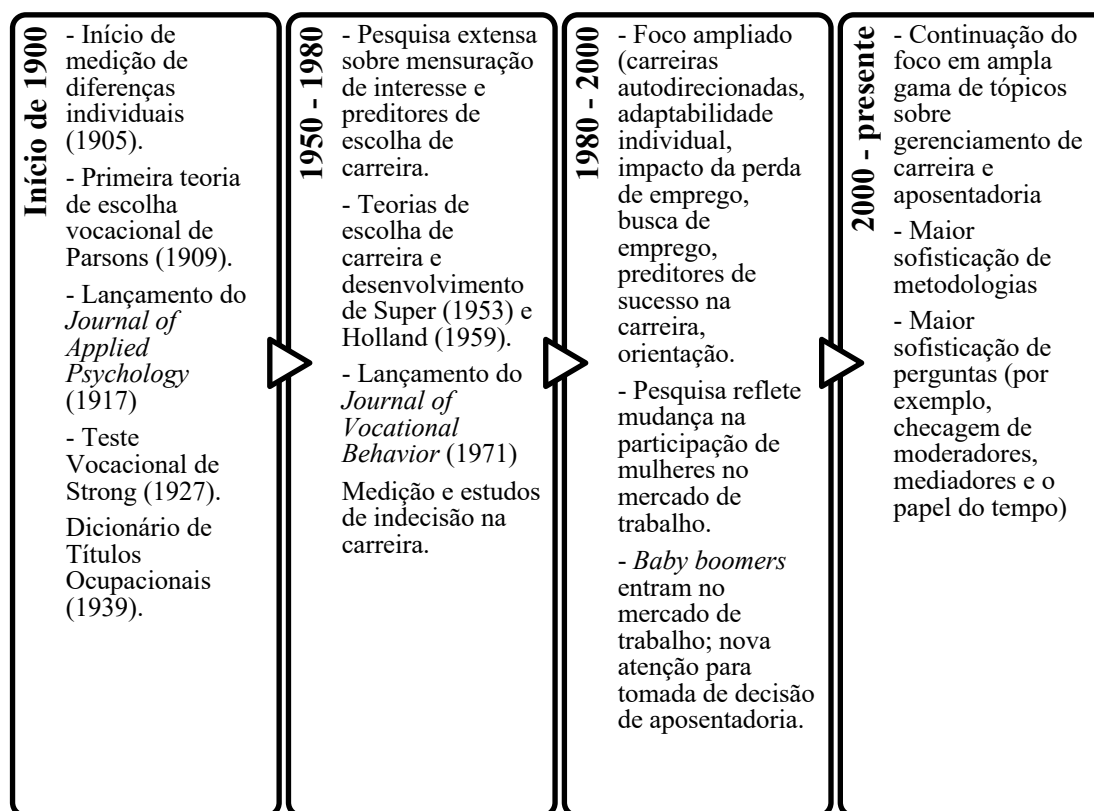 Início de 1900
- Início de
medição de
diferenças
individuais
(1905).
- Primeira teoria
de escolha
vocacional de
Parsons (1909).
- Lançamento do
Journal of
Applied
Psychology
(1917)
- Teste
Vocacional de
Strong (1927).
Dicionário de
Títulos
Ocupacionais
(1939).
1950 - 1980
- Pesquisa extensa
sobre mensuração
de interesse e
preditores de
escolha de
carreira.
- Teorias de
escolha de
carreira e
desenvolvimento
de Super (1953) e
Holland (1959).
- Lançamento do
Journal of
Vocational
Behavior (1971)
Medição e estudos
de indecisão na
carreira.
1980 - 2000
- Foco ampliado
(carreiras
autodirecionadas,
adaptabilidade
individual,
impacto da perda
de emprego,
busca de
emprego,
preditores de
sucesso na
carreira,
orientação.
- Pesquisa reflete
mudança na
participação de
mulheres no
mercado de
trabalho.
- Baby boomers
entram no
mercado de
trabalho; nova
atenção para
tomada de decisão
de aposentadoria.
2000 - presente
- Continuação do
foco em ampla
gama de tópicos
sobre
gerenciamento de
carreira e
aposentadoria
- Maior
sofisticação de
metodologias
- Maior
sofisticação de
perguntas (por
exemplo,
checagem de
moderadores,
mediadores e o
papel do tempo)